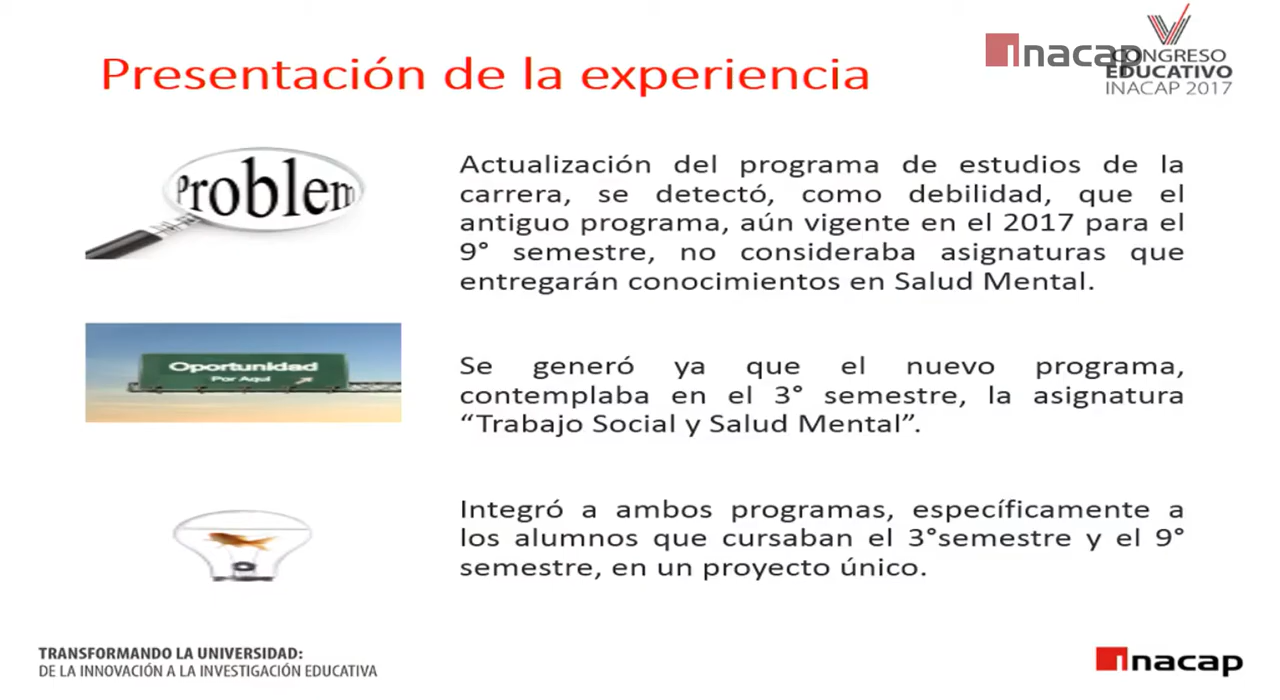 Presentación de la experiencia
inacap
CONGRESO
EDUCATIVO
INACAP 2017
Problem
Actualización del programa de estudios de la
carrera, se detectó, como debilidad, que el
antiguo programa, aún vigente en el 2017 para el
9° semestre, no consideraba asignaturas que
entregarán conocimientos en Salud Mental.
Oportunidad
Por Aquí
Se generó ya que el nuevo programa,
contemplaba en el 3° semestre, la asignatura
“Trabajo Social y Salud Mental”.
Integró a ambos programas, específicamente a
los alumnos que cursaban el 3°semestre y el 9°
semestre, en un proyecto único.
TRANSFORMANDO LA UNIVERSIDAD:
DE LA INNOVACIÓN A LA INVESTIGACIÓN EDUCATIVA
inacap